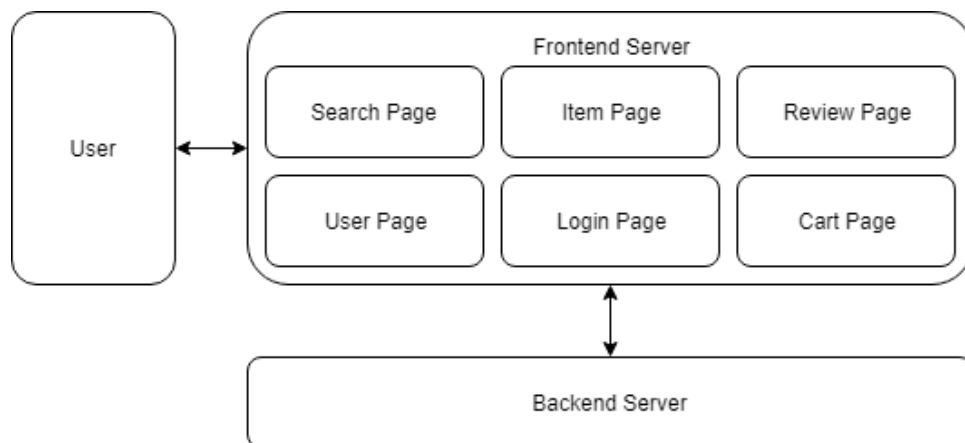 Frontend Server
Search Page
Item Page
Review Page
User
User Page
Login Page
Cart Page
Backend Server